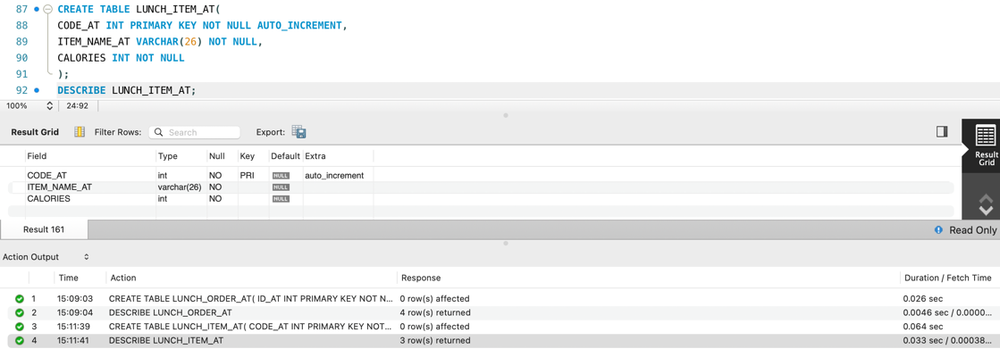 87 CREATE TABLE LUNCH_ITEM_AT(
88 CODE_AT INT PRIMARY KEY NOT NULL AUTO_INCREMENT,
89 ITEM_NAME_AT VARCHAR(26) NOT NULL,
90 CALORIES INT NOT NULL
91 );
92 DESCRIBE LUNCH_ITEM_AT;
100% 24:92
Result Grid Filter Rows: Search Export:
Result Grid
Field Type Null Key Default Extra
CODE_AT int NO PRI NULL auto_increment
ITEM_NAME_AT varchar(26) NO NULL
CALORIES int NO NULL
Result 161 Read Only
Action Output
Time Action Response Duration / Fetch Time
1 15:09:03 CREATE TABLE LUNCH_ORDER_AT( ID_AT INT PRIMARY KEY NOT N... 0 row(s) affected 0.026 sec
2 15:09:04 DESCRIBE LUNCH_ORDER_AT 4 row(s) returned 0.0046 sec / 0.0000...
3 15:11:39 CREATE TABLE LUNCH_ITEM_AT( CODE_AT INT PRIMARY KEY NOT... 0 row(s) affected 0.064 sec
4 15:11:41 DESCRIBE LUNCH_ITEM_AT 3 row(s) returned 0.033 sec / 0.00038...